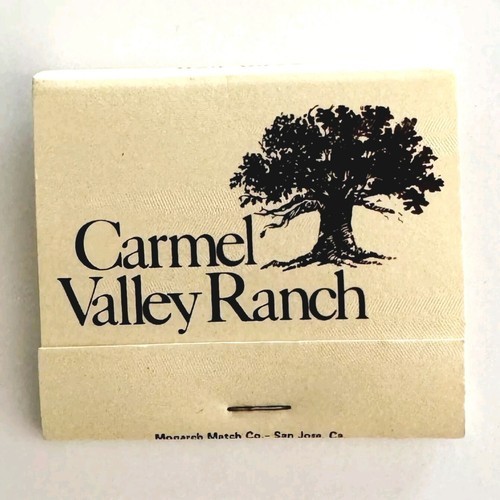 Carmel
Valley Ranch
Monarch Match Co.- San Jose, Ca.